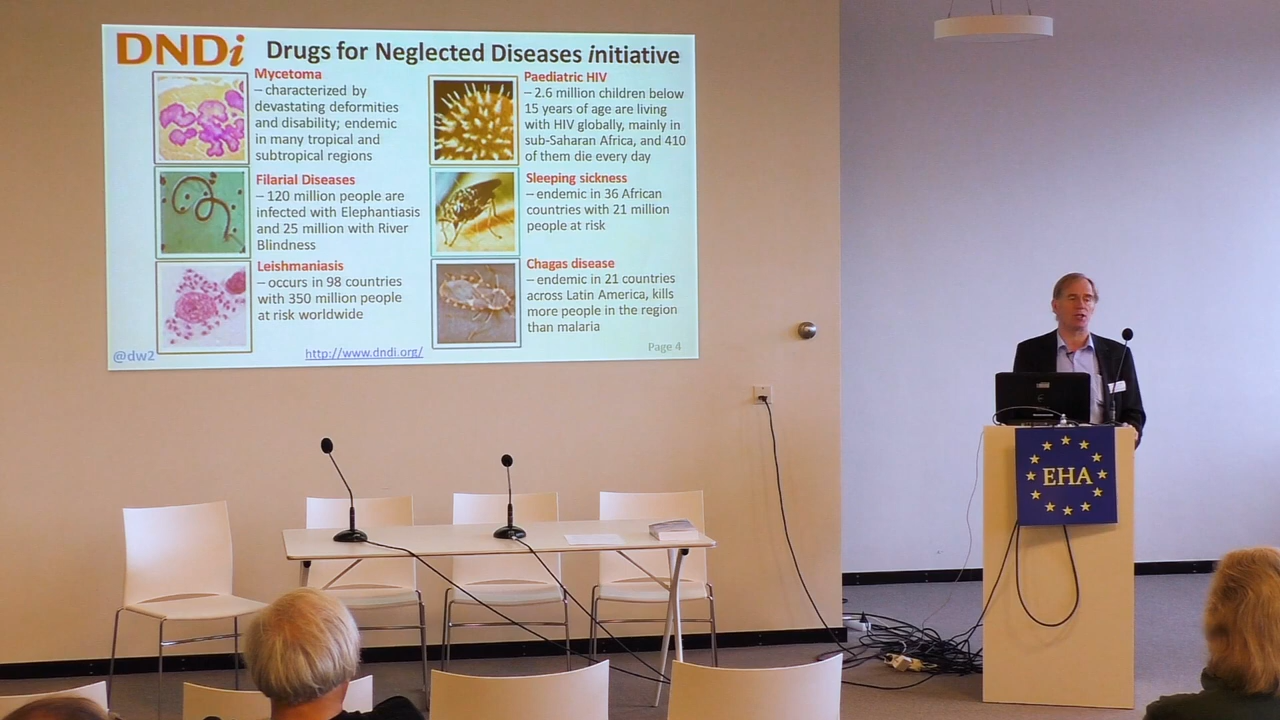 DNDi Drugs for Neglected Diseases initiative
Mycetoma
– characterized by
devastating deformities
and disability; endemic
in many tropical and
subtropical regions
Filarial Diseases
– 120 million people are
infected with Elephantiasis
and 25 million with River
Blindness
Leishmaniasis
– occurs in 98 countries
with 350 million people
at risk worldwide
Paediatric HIV
– 2.6 million children below
15 years of age are living
with HIV globally, mainly in
sub-Saharan Africa, and 410
of them die every day
Sleeping sickness
– endemic in 36 African
countries with 21 million
people at risk
Chagas disease
– endemic in 21 countries
across Latin America, kills
more people in the region
than malaria
@dw2
http://www.dndi.org/
Page 4
EHA